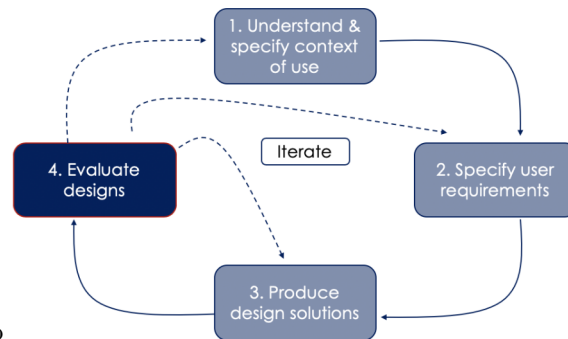 1. Understand &
specify context
of use
Iterate
4. Evaluate
designs
2. Specify user
requirements
3. Produce
design solutions